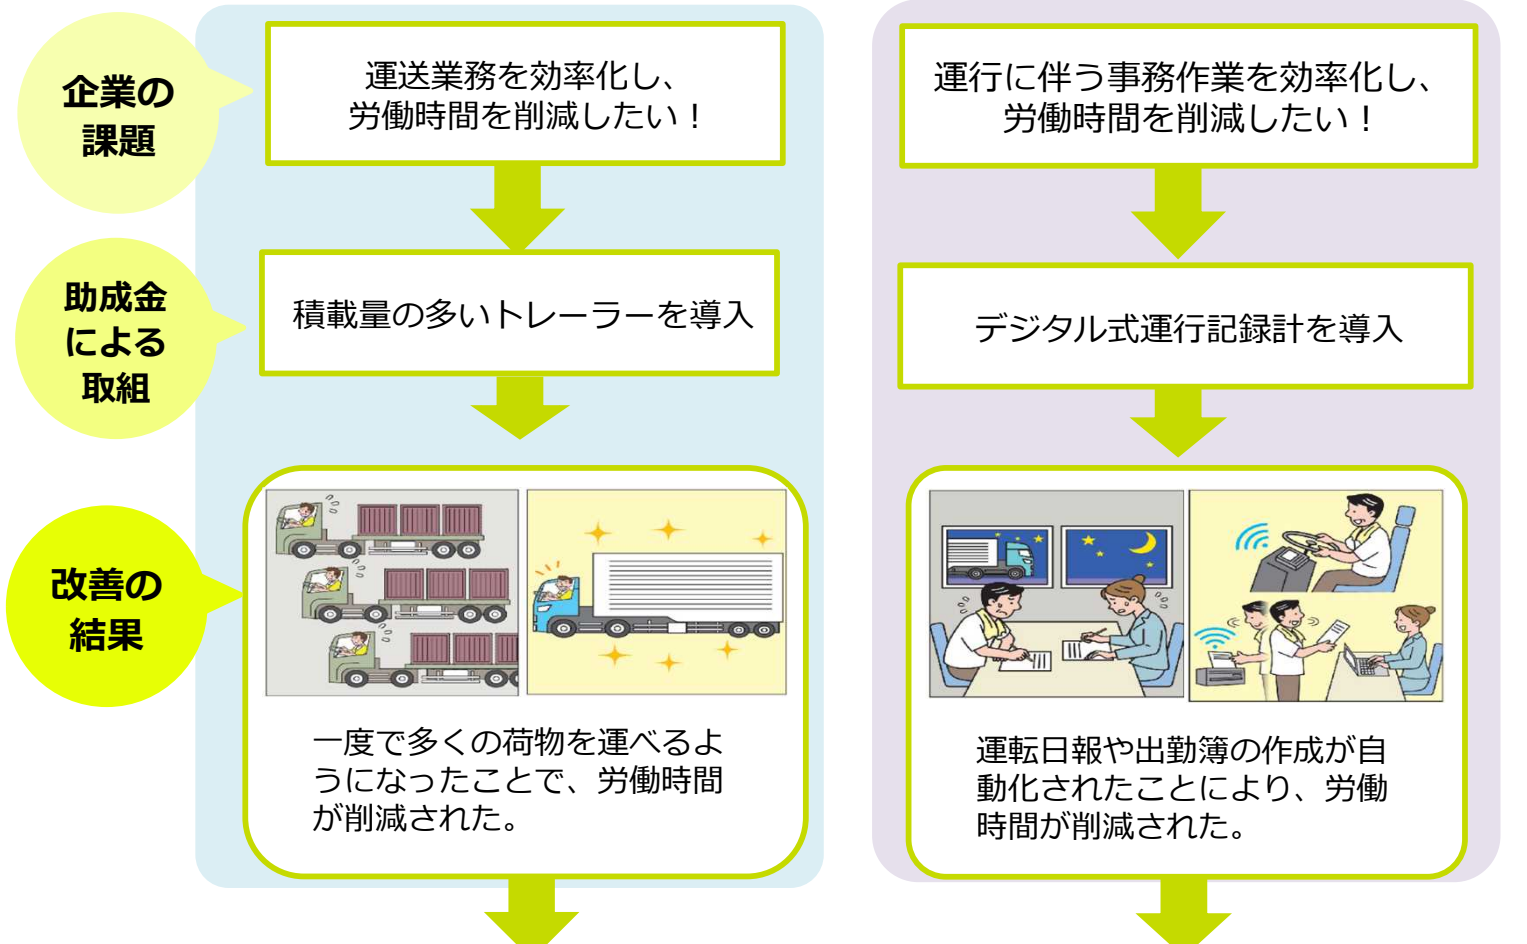 企業の
課題
運送業務を効率化し、
労働時間を削減したい！
運行に伴う事務作業を効率化し、
労働時間を削減したい！
助成金
による
取組
積載量の多いトレーラーを導入
デジタル式運行記録計を導入
改善の
結果
一度で多くの荷物を運べるよ
うになったことで、労働時間
が削減された。
運転日報や出勤簿の作成が自
動化されたことにより、労働
時間が削減された。